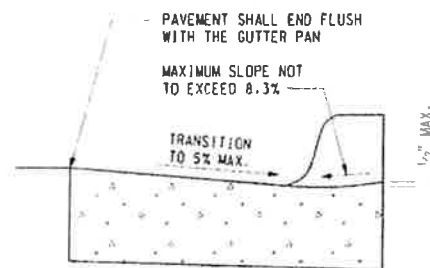 PAVEMENT SHALL END FLUSH
WITH THE GUTTER PAN
MAXIMUM SLOPE NOT
TO EXCEED 8.3%
TRANSITION
TO 5% MAX.
½" MAX.